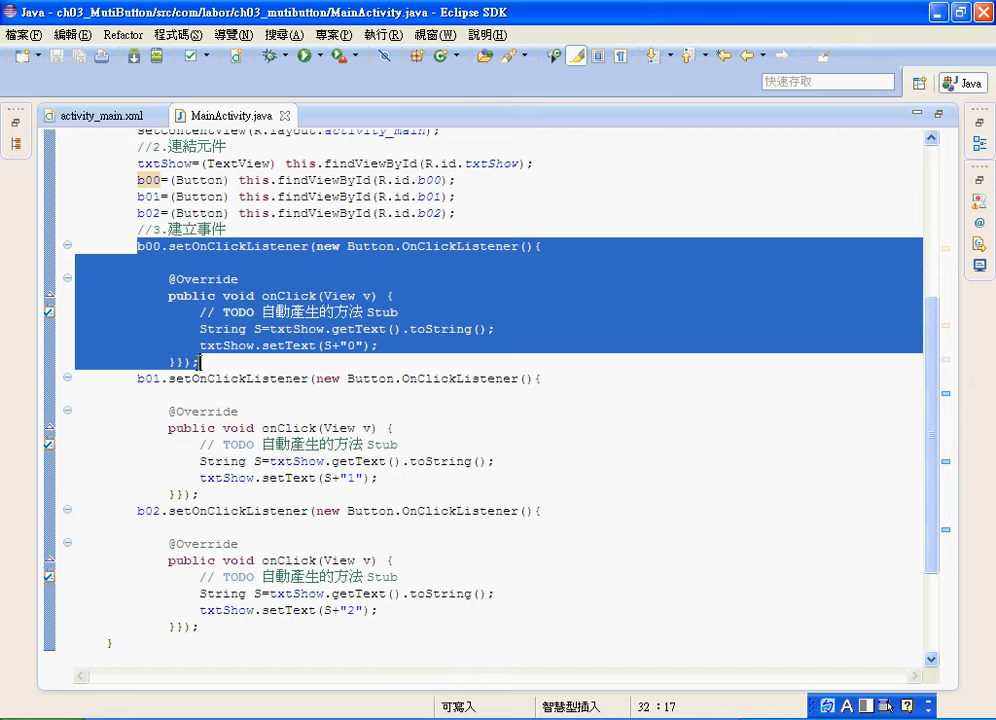 Java - ch03_MutiButton/src/com/labor/ch03_mutibutton/MainActivity.java - Eclipse SDK
檔案(F) 編輯(E) Refactor 程式碼(S) 導覽(N) 搜尋(A) 專案(P) 執行(R) 視窗(W) 說明(H)
快速存取
Java
activity_main.xml
MainActivity.java
setContentView(R.layout.activity_main);
//2.連結元件
txtShow=(TextView) this.findViewById(R.id.txtShow);
b00=(Button) this.findViewById(R.id.b00);
b01=(Button) this.findViewById(R.id.b01);
b02=(Button) this.findViewById(R.id.b02);
//3.建立事件
b00.setOnClickListener(new Button.OnClickListener(){
@Override
public void onClick(View v) {
// TODO 自動產生的方法 Stub
String S=txtShow.getText().toString();
txtShow.setText(S+"0");
}});
b01.setOnClickListener(new Button.OnClickListener(){
@Override
public void onClick(View v) {
// TODO 自動產生的方法 Stub
String S=txtShow.getText().toString();
txtShow.setText(S+"1");
}});
b02.setOnClickListener(new Button.OnClickListener(){
@Override
public void onClick(View v) {
// TODO 自動產生的方法 Stub
String S=txtShow.getText().toString();
txtShow.setText(S+"2");
}});
}
可寫入
智慧型插入
32 : 17